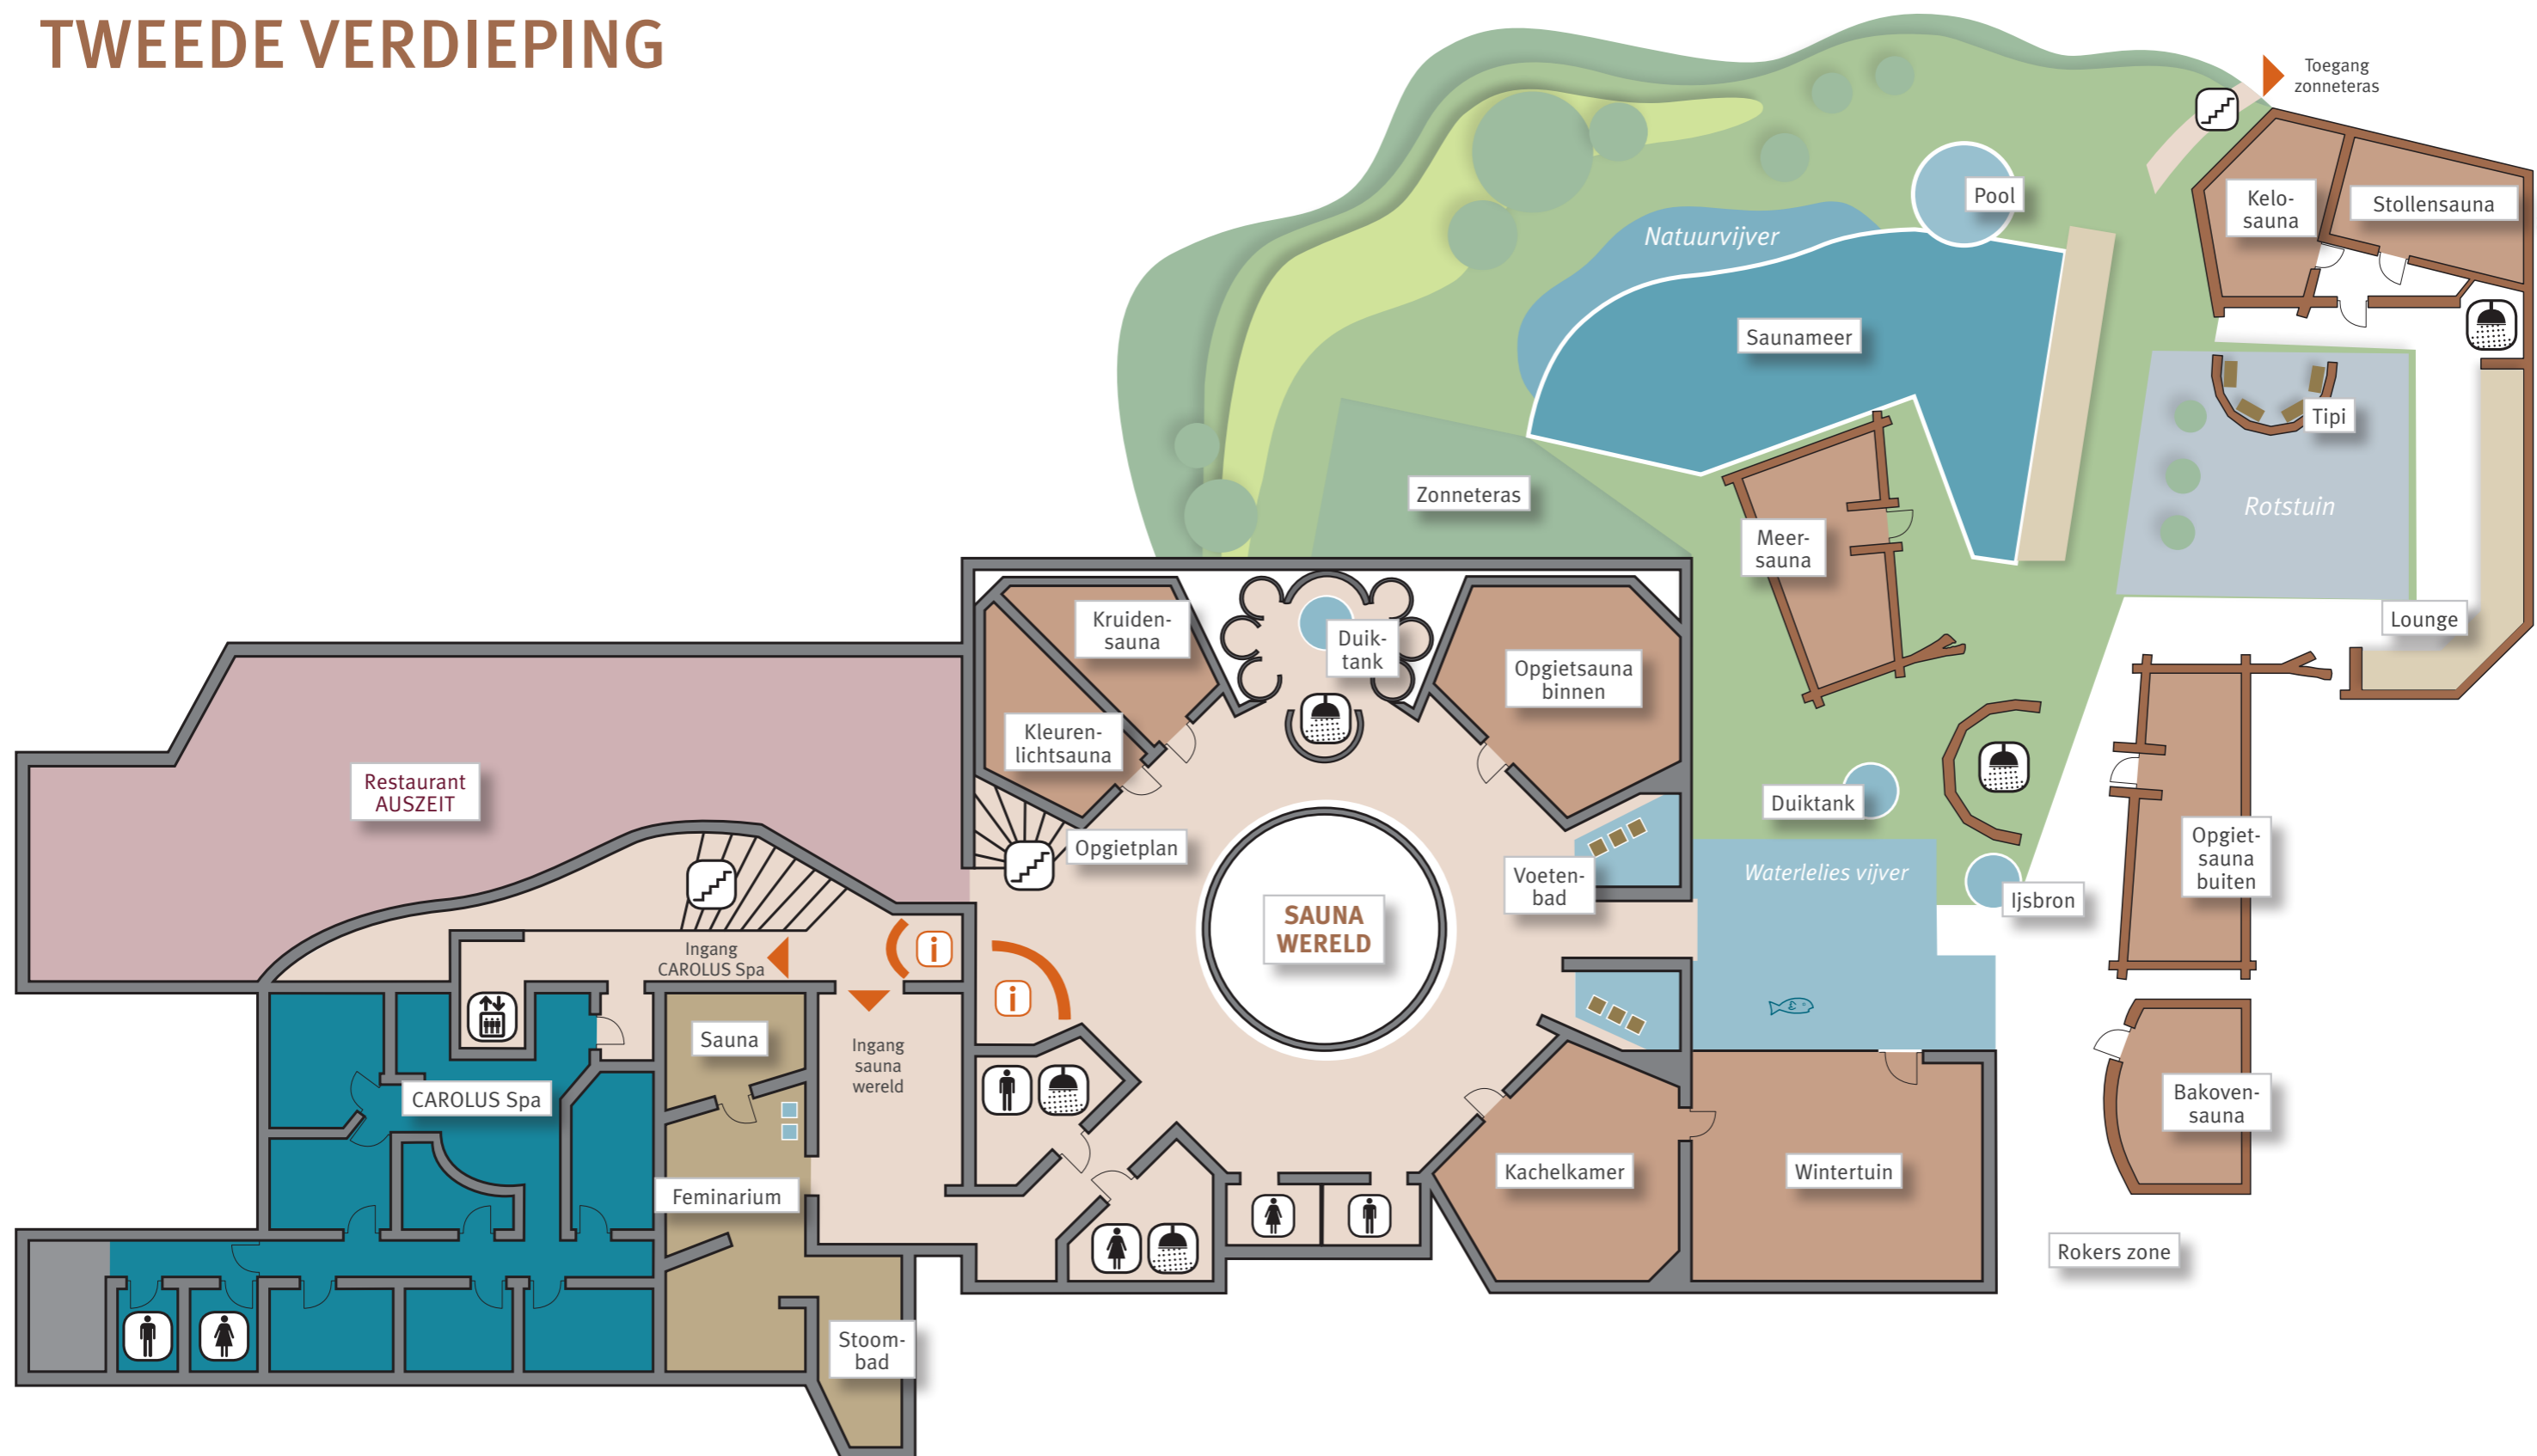 TWEEDE VERDIEPING
Toegang
zonneteras
Pool
Kelo-
sauna
Stollensauna
Natuurvijver
Saunameer
Tipi
Zonneteras
Rotstuin
Meer-
sauna
Kruiden-
sauna
Duik-
tank
Lounge
Opgietsauna
binnen
Kleuren-
lichtsauna
Restaurant
AUSZEIT
Duiktank
Opgietplan
Opgiet-
sauna
buiten
Voeten-
bad
Waterlelies vijver
Ijsbron
SAUNA
WERELD
Ingang
CAROLUS Spa
i
i
Sauna
Ingang
sauna
wereld
CAROLUS Spa
Bakoven-
sauna
Kachelkamer
Wintertuin
Feminarium
Rokers zone
Stoom-
bad